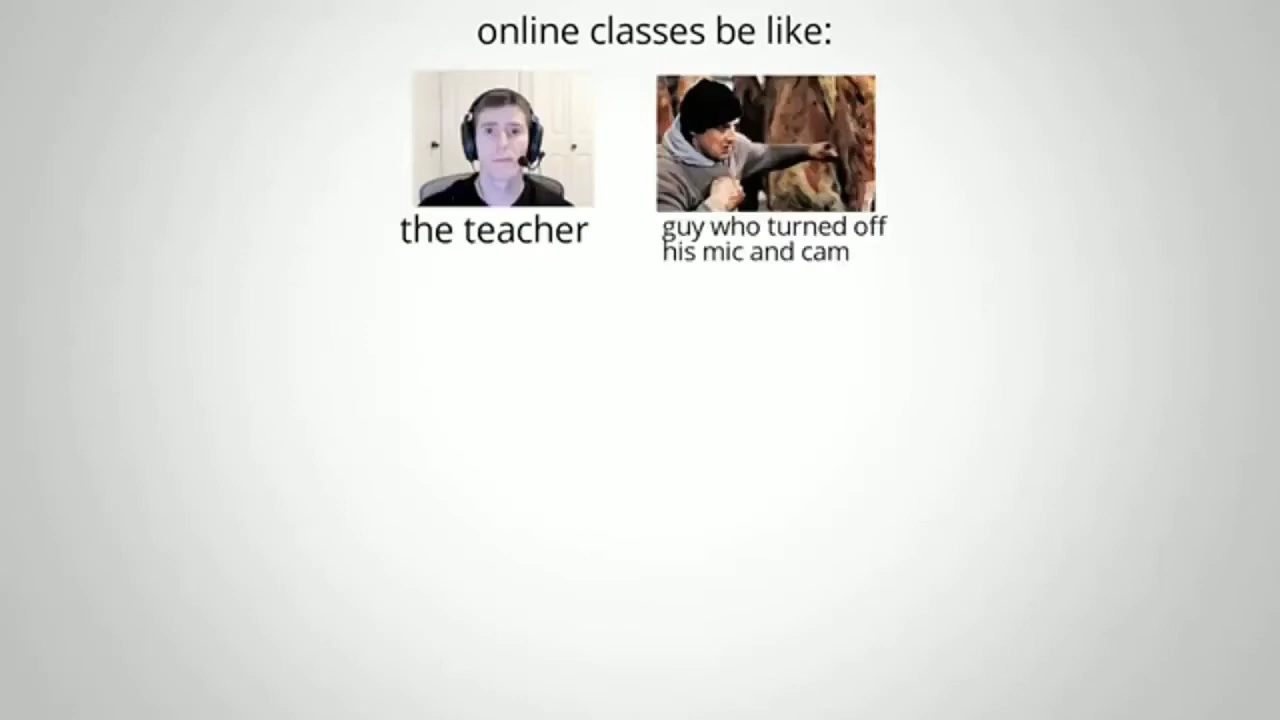 online classes be like:
the teacher
guy who turned off
his mic and cam